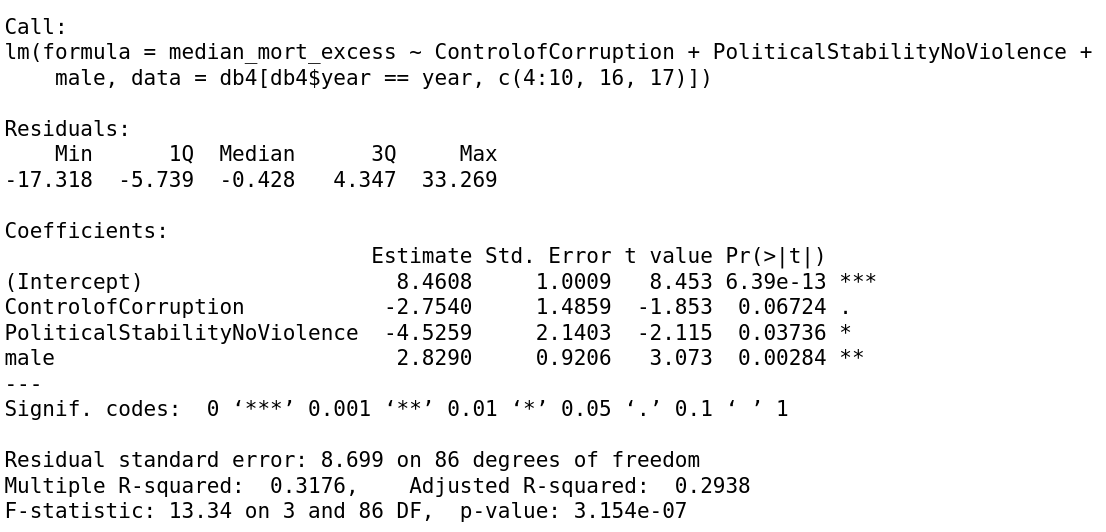 Call:
lm(formula = median_mort_excess ~ ControlofCorruption + PoliticalStabilityNoViolence +
    male, data = db4[db4$year == year, c(4:10, 16, 17)])

Residuals:
    Min      1Q  Median      3Q     Max
-17.318  -5.739  -0.428   4.347  33.269

Coefficients:
                             Estimate Std. Error t value Pr(>|t|)
(Intercept)                    8.4608     1.0009   8.453 6.39e-13 ***
ControlofCorruption           -2.7540     1.4859  -1.853  0.06724 .
PoliticalStabilityNoViolence  -4.5259     2.1403  -2.115  0.03736 *
male                           2.8290     0.9206   3.073  0.00284 **
---
Signif. codes:  0 ‘***’ 0.001 ‘**’ 0.01 ‘*’ 0.05 ‘.’ 0.1 ‘ ’ 1

Residual standard error: 8.699 on 86 degrees of freedom
Multiple R-squared:  0.3176,    Adjusted R-squared:  0.2938
F-statistic: 13.34 on 3 and 86 DF,  p-value: 3.154e-07